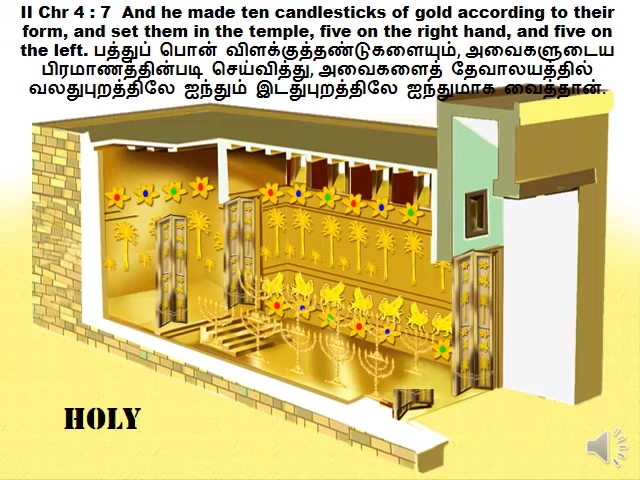 II Chr 4 : 7  And he made ten candlesticks of gold according to their
form, and set them in the temple, five on the right hand, and five on
the left. பத்துப் பொன் விளக்குத்தண்டுகளையும், அவைகளுடைய
பிரமாணத்தின்படி செய்வித்து, அவைகளைத் தேவாலயத்தில்
வலதுபுறத்திலே ஐந்தும் இடதுபுறத்திலே ஐந்துமாக வைத்தான்.
HOLY